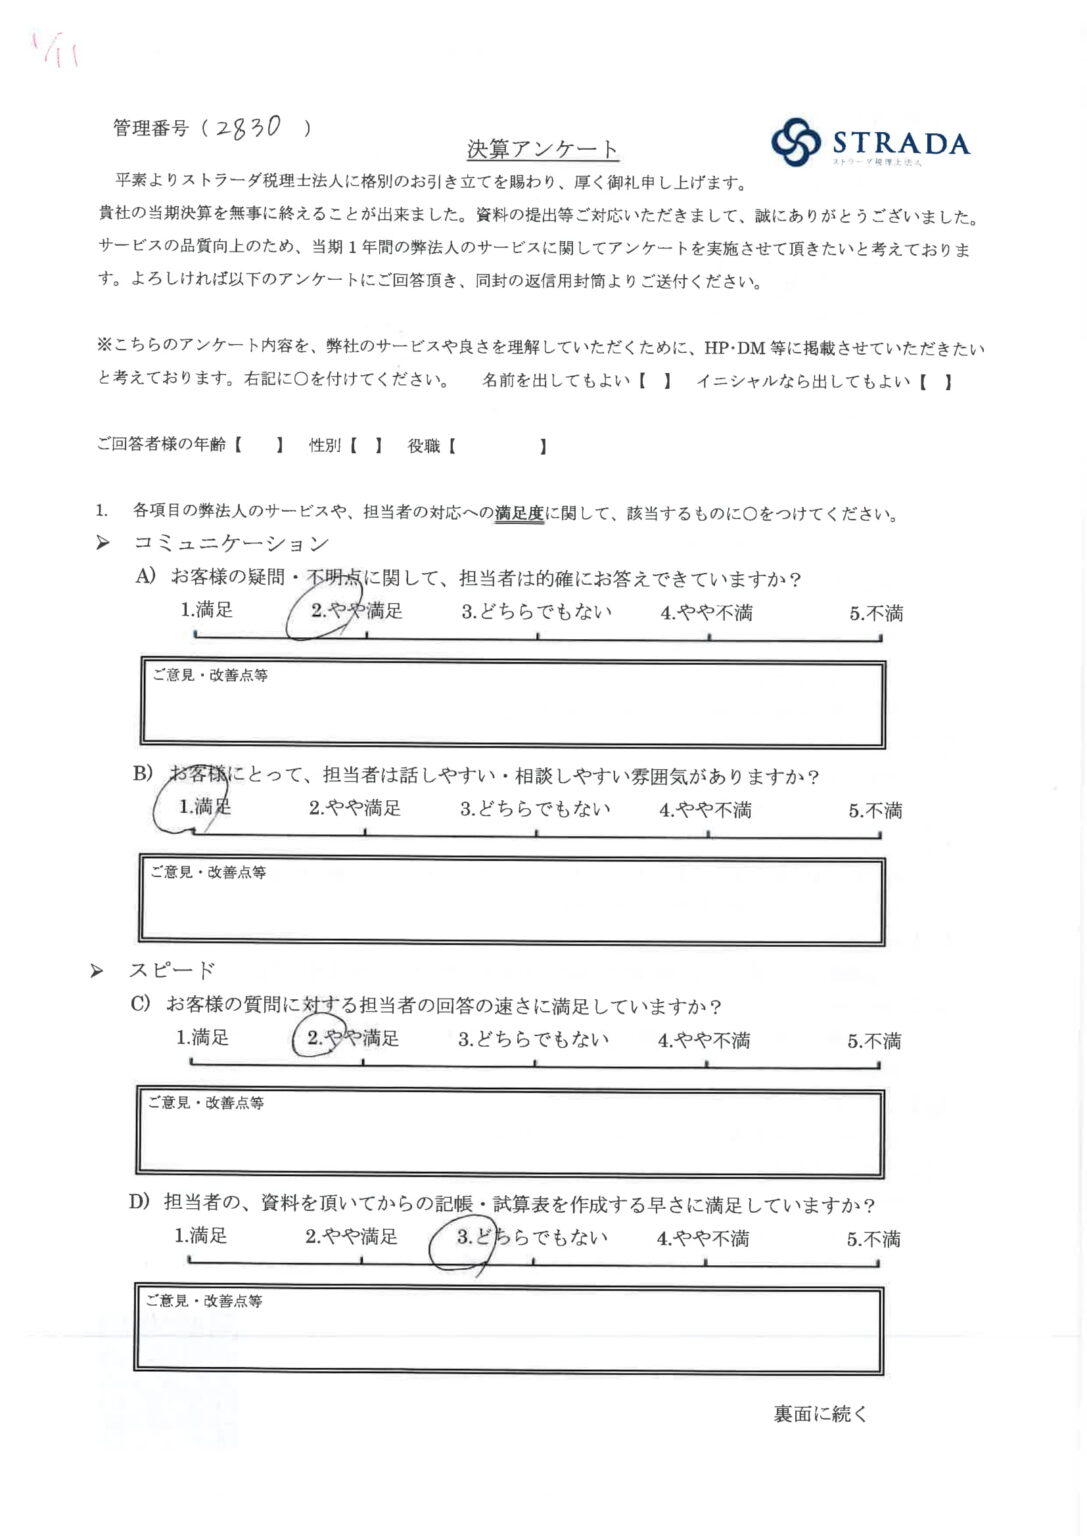 1/11
管理番号(2830 )
決算アンケート
STRADA
ストラーダ税理士法人
平素よりストラーダ税理士法人に格別のお引き立てを賜わり、厚く御礼申し上げます。
貴社の当期決算を無事に終えることが出来ました。資料の提出等ご対応いただきまして、誠にありがとうございました。
サービスの品質向上のため、当期1年間の弊法人のサービスに関してアンケートを実施させて頂きたいと考えておりま
す。よろしければ以下のアンケートにご回答頂き、同封の返信用封筒よりご送付ください。
※こちらのアンケート内容を、弊社のサービスや良さを理解していただくために、HP・DM等に掲載させていただきたい
と考えております。右記に○を付けてください。 名前を出してもよい【 】 イニシャルなら出してもよい【 】
ご回答者様の年齢【 】 性別【 】 役職【 】
1. 各項目の弊法人のサービスや、担当者の対応への満足度に関して、該当するものに○をつけてください。
➢ コミュニケーション
A) お客様の疑問・不明点に関して、担当者は的確にお答えできていますか?
1.満足 2.やや満足 3.どちらでもない 4.やや不満 5.不満
ご意見・改善点等
B) お客様にとって、担当者は話しやすい・相談しやすい雰囲気がありますか?
1.満足 2.やや満足 3.どちらでもない 4.やや不満 5.不満
ご意見・改善点等
➢ スピード
C) お客様の質問に対する担当者の回答の速さに満足していますか?
1.満足 2.やや満足 3.どちらでもない 4.やや不満 5.不満
ご意見・改善点等
D) 担当者の、資料を頂いてからの記帳・試算表を作成する早さに満足していますか?
1.満足 2.やや満足 3.どちらでもない 4.やや不満 5.不満
ご意見・改善点等
裏面に続く